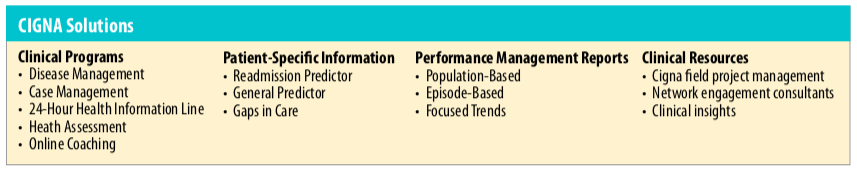 CIGNA Solutions
Clinical Programs
• Disease Management
• Case Management
• 24-Hour Health Information Line
• Heath Assessment
• Online Coaching
Patient-Specific Information
• Readmission Predictor
• General Predictor
• Gaps in Care
Performance Management Reports
• Population-Based
• Episode-Based
• Focused Trends
Clinical Resources
• Cigna field project management
• Network engagement consultants
• Clinical insights